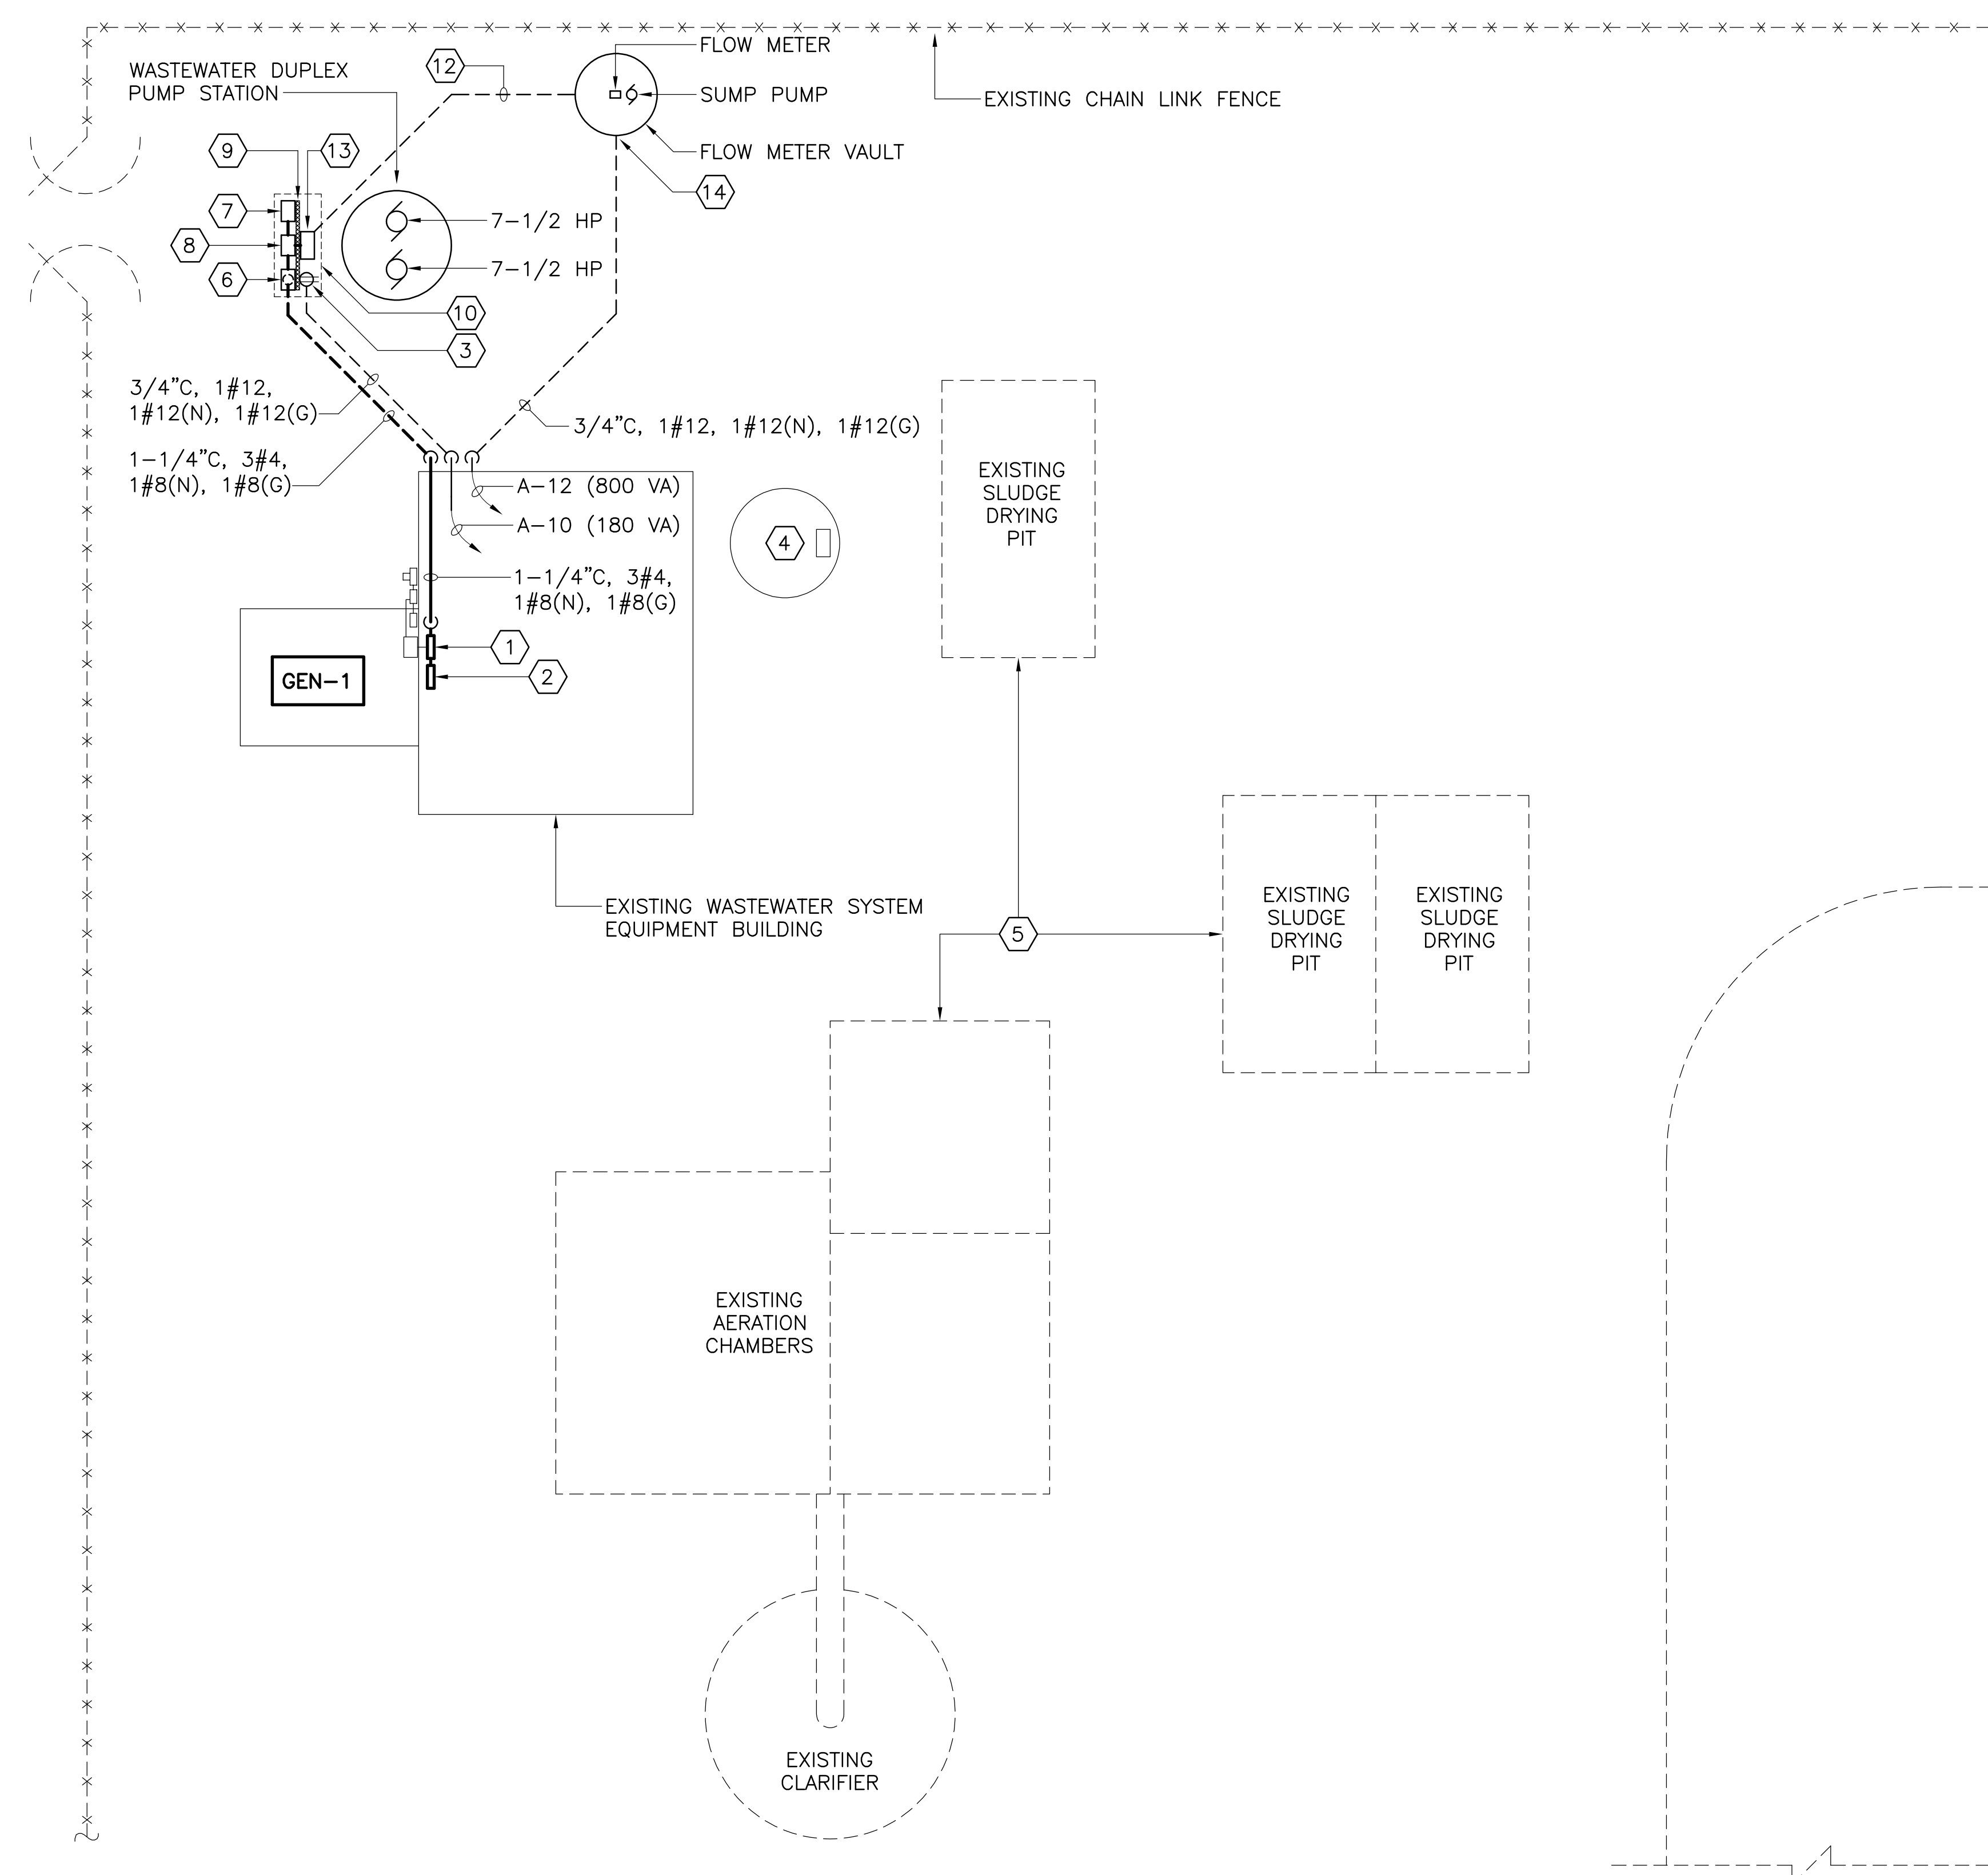 FLOW METER
WASTEWATER DUPLEX
PUMP STATION
12
SUMP PUMP
EXISTING CHAIN LINK FENCE
9
13
FLOW METER VAULT
14
7
7-1/2 HP
8
7-1/2 HP
6
10
3
3/4"C, 1#12,
1#12(N), 1#12(G)
3/4"C, 1#12, 1#12(N), 1#12(G)
1-1/4"C, 3#4,
1#8(N), 1#8(G)
A-12 (800 VA)
A-10 (180 VA)
EXISTING
SLUDGE
DRYING
PIT
4
1-1/4"C, 3#4,
1#8(N), 1#8(G)
1
2
GEN-1
EXISTING WASTEWATER SYSTEM
EQUIPMENT BUILDING
5
EXISTING
SLUDGE
DRYING
PIT
EXISTING
SLUDGE
DRYING
PIT
EXISTING
AERATION
CHAMBERS
EXISTING
CLARIFIER